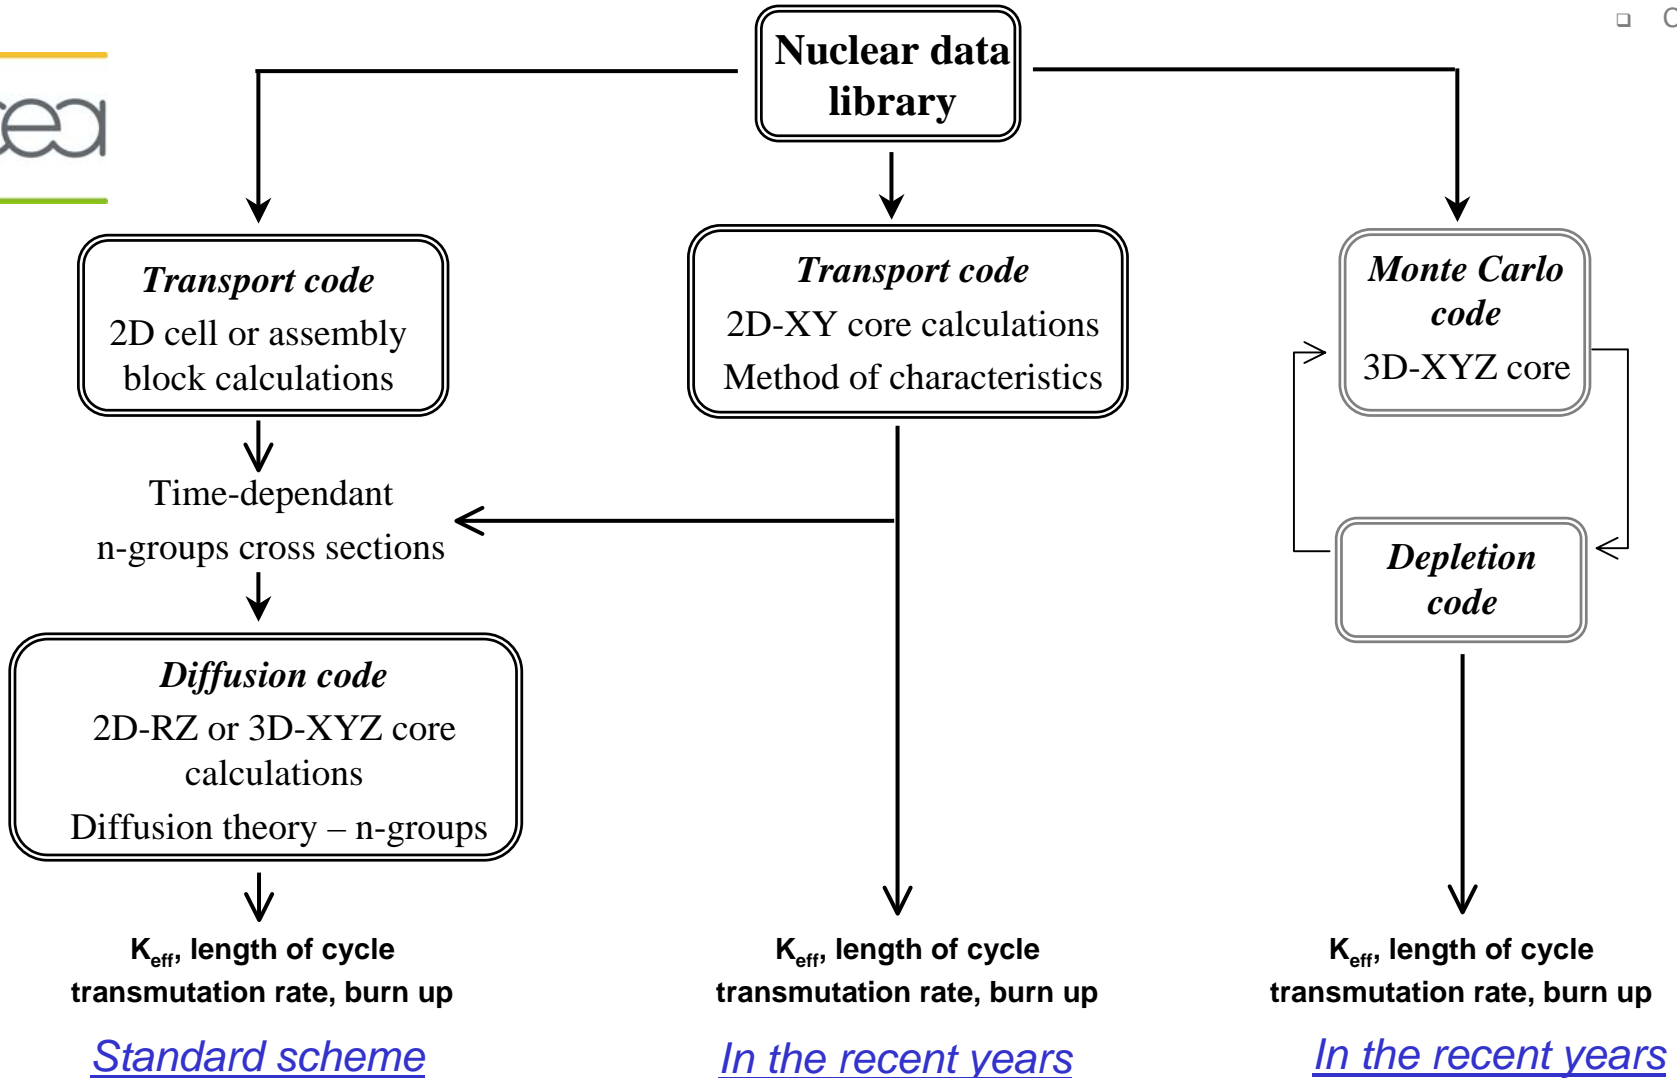 Nuclear data
library
cea
Transport code
2D cell or assembly
block calculations
Transport code
2D-XY core calculations
Method of characteristics
Monte Carlo
code
3D-XYZ core
Time-dependant
n-groups cross sections
Depletion
code
Diffusion code
2D-RZ or 3D-XYZ core
calculations
Diffusion theory – n-groups
Keff, length of cycle
transmutation rate, burn up
Standard scheme
Keff, length of cycle
transmutation rate, burn up
In the recent years
Keff, length of cycle
transmutation rate, burn up
In the recent years